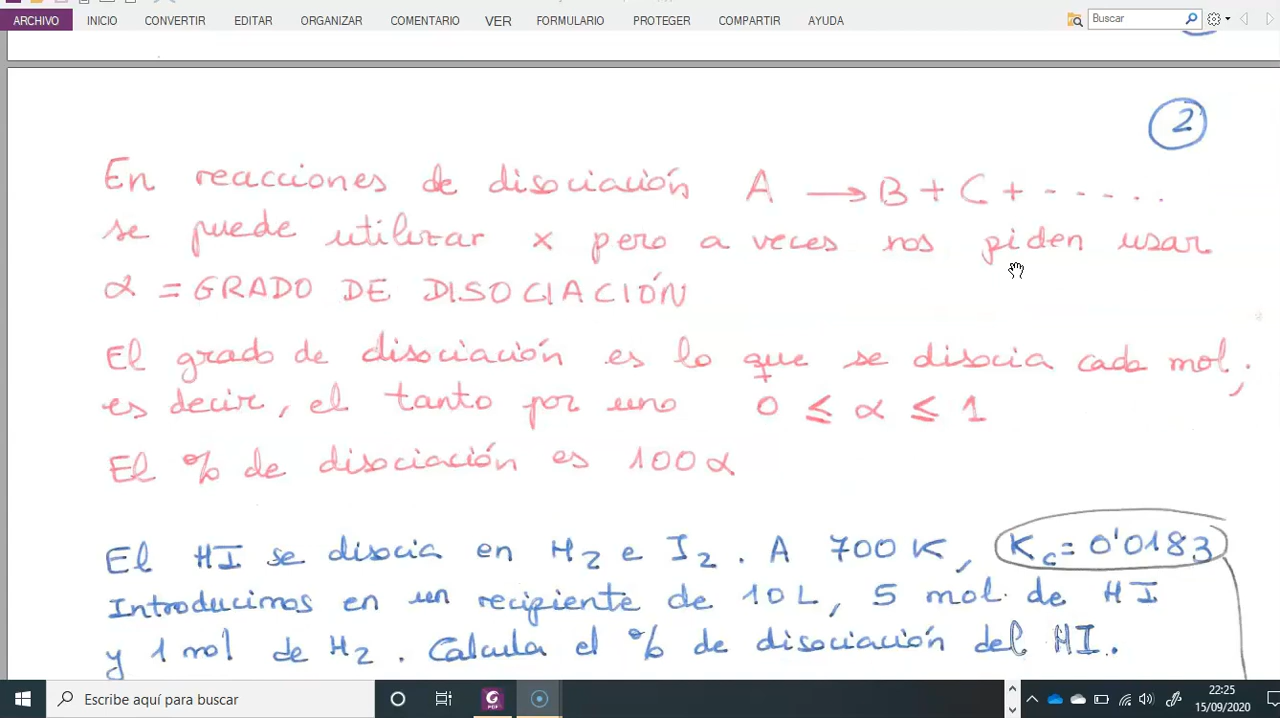 ARCHIVO INICIO CONVERTIR EDITAR ORGANIZAR COMENTARIO VER FORMULARIO PROTEGER COMPARTIR AYUDA Buscar
2
En reacciones de disociación A → B + C + - - - . .
se puede utilizar x pero a veces nos piden usar
α = GRADO DE DISOCIACIÓN
El grado de disociación es lo que se disocia cada mol;
es decir, el tanto por uno 0 ≤ α ≤ 1
El % de disociación es 100α
El HI se disocia en H2 e I2. A 700 K, Kc = 0'0183
Introducimos en un recipiente de 10L, 5 mol de HI
y 1 mol de H2. Calcula el % de disociación del HI.
Escribe aquí para buscar
22:25
15/09/2020